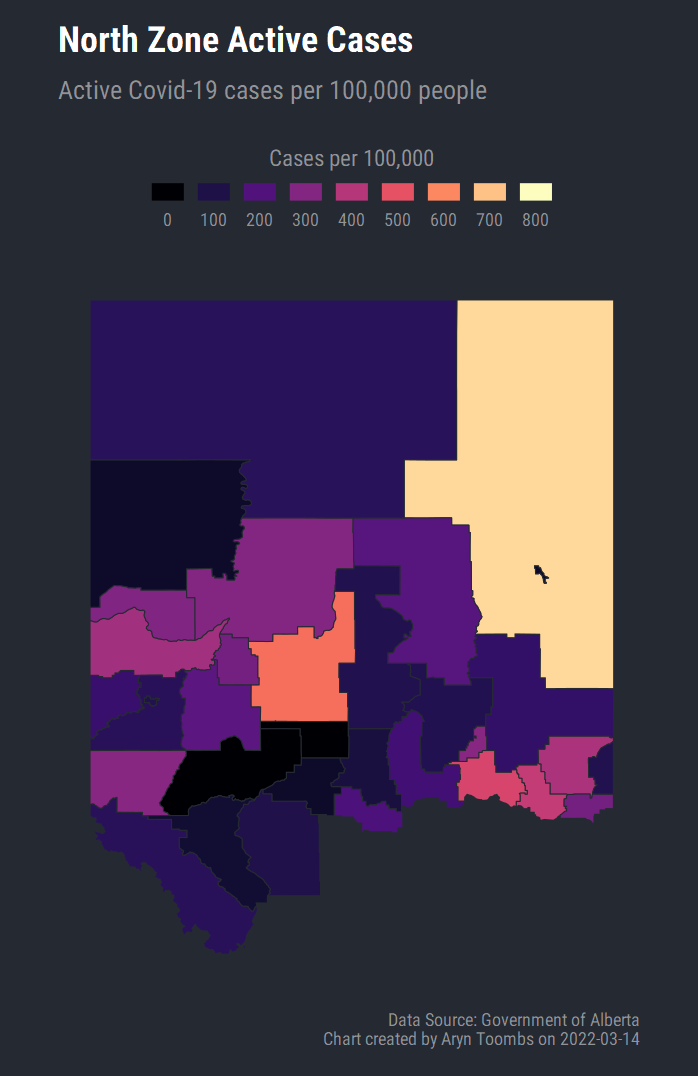 North Zone Active Cases
Active Covid-19 cases per 100,000 people
Cases per 100,000
0 100 200 300 400 500 600 700 800
Data Source: Government of Alberta
Chart created by Aryn Toombs on 2022-03-14